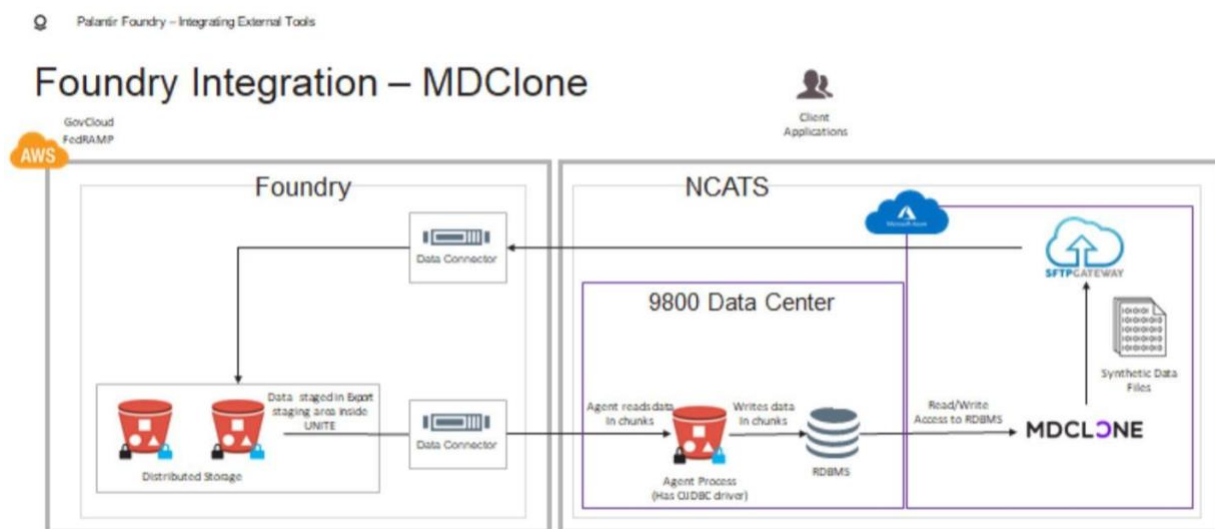 Palantir Foundry – Integrating External Tools
Foundry Integration – MDClone
Client
Applications
GovCloud
FedRAMP
AWS
Foundry
NCATS
Microsoft Azure
Data Connector
SFTPGATEWAY
9800 Data Center
Synthetic Data
Files
Data staged in Export
staging area inside
UNITE
Distributed Storage
Data Connector
Agent reads data
In chunks
Writes data
in chunks
Agent Process
(Has OJDBC driver)
RDBMS
Read/Write
Access to RDBMS
MDCLONE